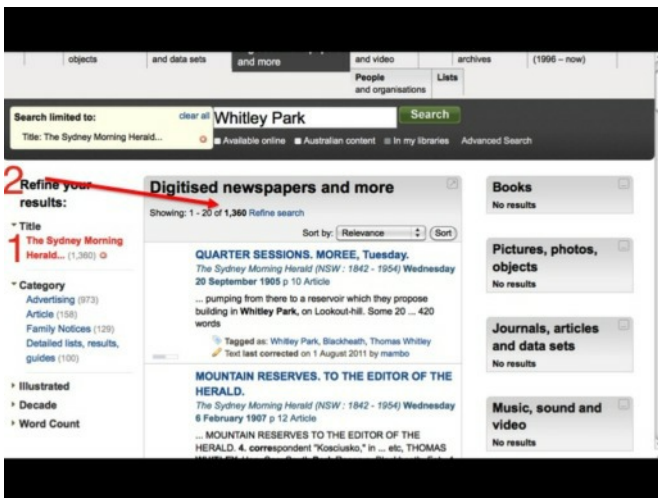 objects
and data sets
and more
and video
archives
(1996 – now)
People
and organisations
Lists
Search limited to:
clear all
Title: The Sydney Morning Herald...
Whitley Park
Search
Available online
Australian content
In my libraries
Advanced Search
2
Refine your
results:
Title
1
The Sydney Morning
Herald... (1,360)
Category
Advertising (973)
Article (158)
Family Notices (129)
Detailed lists, results,
guides (100)
Illustrated
Decade
Word Count
Digitised newspapers and more
Showing: 1 - 20 of 1,360 Refine search
Sort by: Relevance Sort
QUARTER SESSIONS. MOREE, Tuesday.
The Sydney Morning Herald (NSW : 1842 - 1954) Wednesday
20 September 1905 p 10 Article
... pumping from there to a reservoir which they propose
building in Whitley Park, on Lookout-hill. Some 20 ... 420
words
Tagged as: Whitley Park, Blackheath, Thomas Whitley
Text last corrected on 1 August 2011 by mambo
MOUNTAIN RESERVES. TO THE EDITOR OF THE
HERALD.
The Sydney Morning Herald (NSW : 1842 - 1954) Wednesday
6 February 1907 p 12 Article
... MOUNTAIN RESERVES TO THE EDITOR OF THE
HERALD. 4. correspondent "Kosciusko," in ... etc, THOMAS
Books
No results
Pictures, photos,
objects
No results
Journals, articles
and data sets
No results
Music, sound and
video
No results